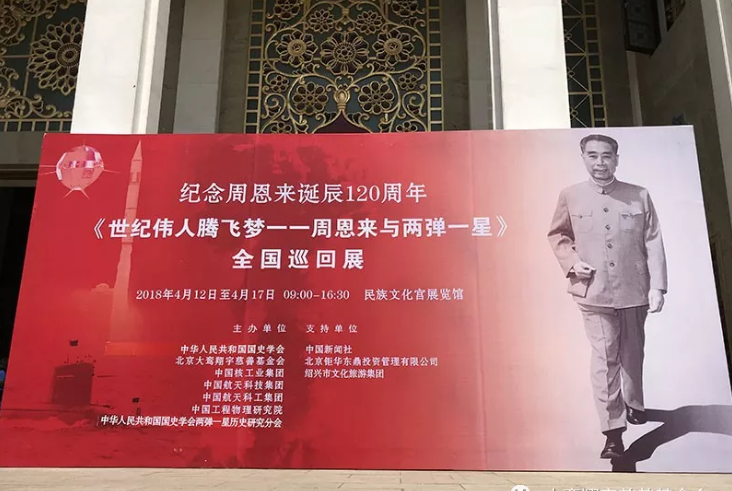 纪念周恩来诞辰120周年
《世纪伟人腾飞梦——周恩来与两弹一星》
全国巡回展
2018年4月12日至4月17日 09:00-16:30 民族文化宫展览馆
主办单位 支持单位
中华人民共和国国史学会 中国新闻社
北京大鸾翔宇慈善基金会 北京钜华东鼎投资管理有限公司
中国核工业集团 绍兴市文化旅游集团
中国航天科技集团
中国航天科工集团
中国工程物理研究院
中华人民共和国国史学会两弹一星历史研究分会